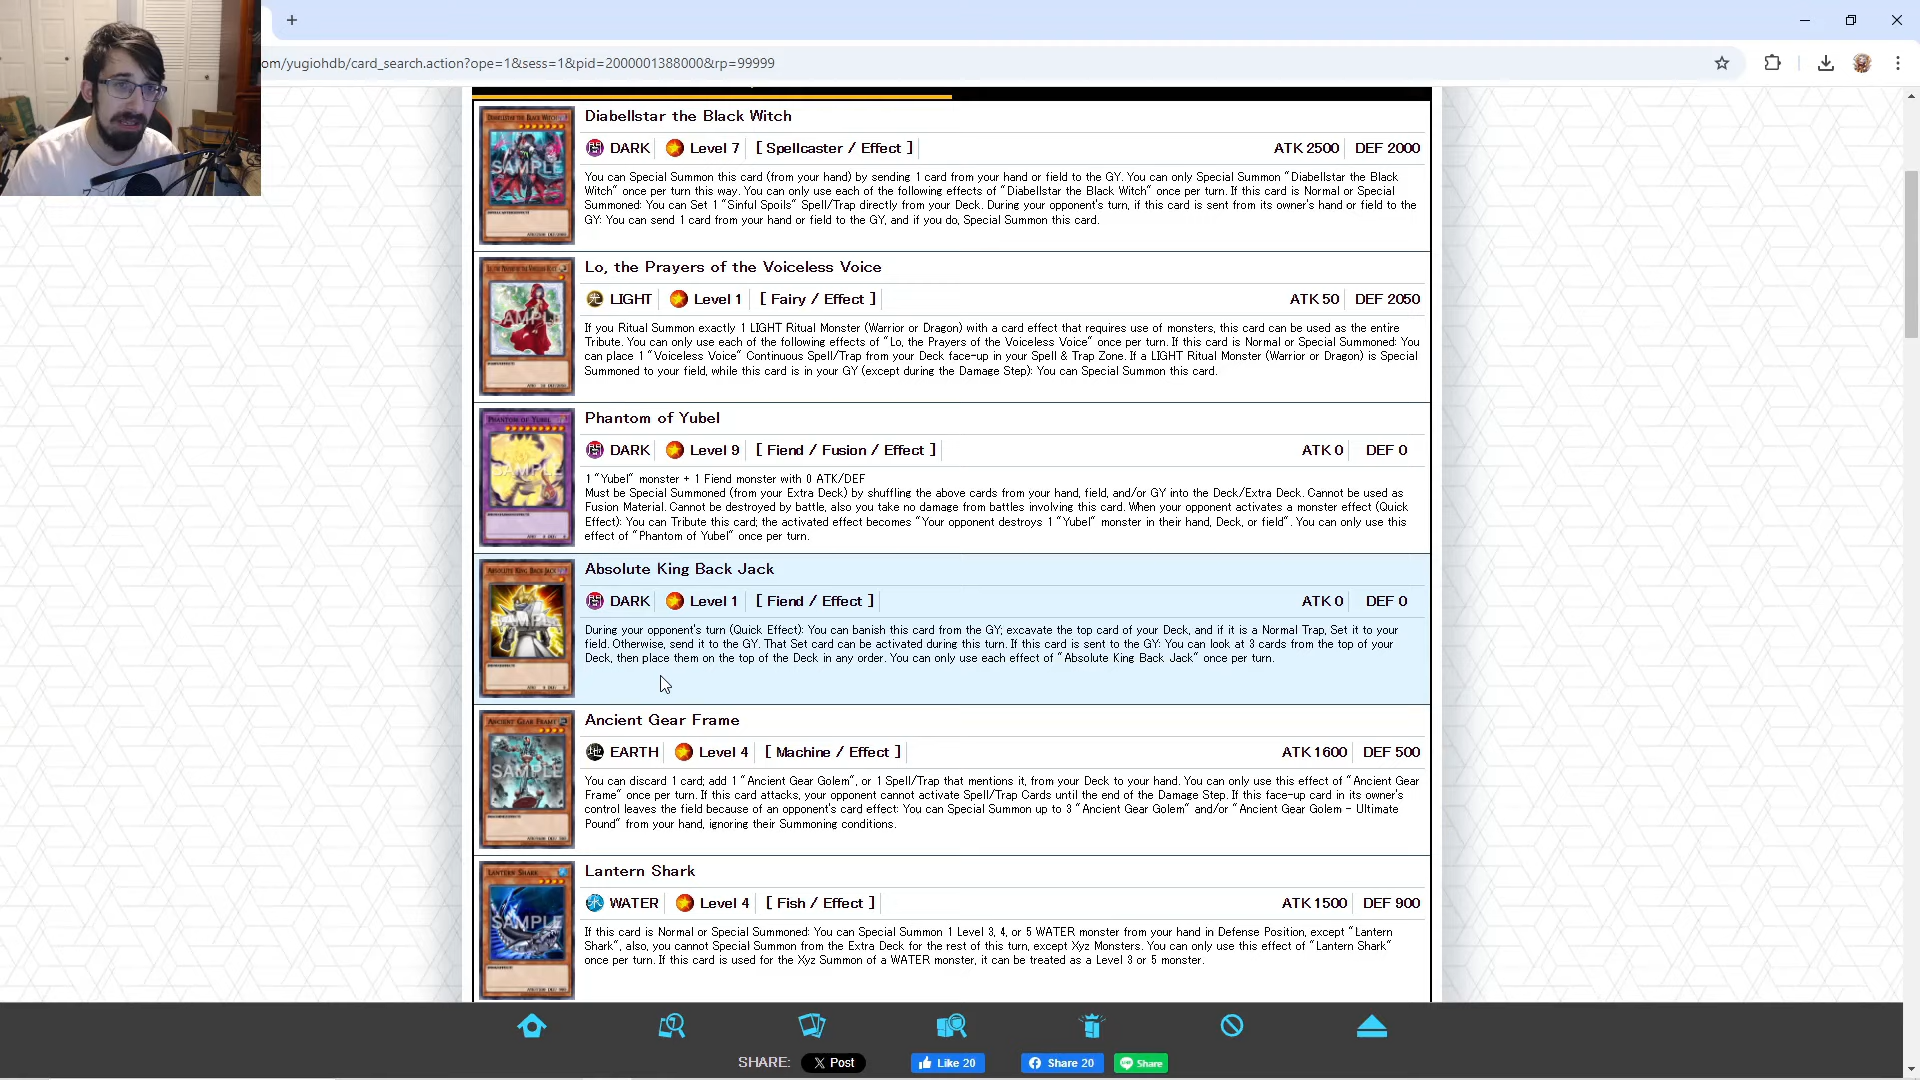 om/yugiohdb/card_search.action?ope=1&sess=1&pid=2000001388000&rp=99999
Diabellstar the Black Witch
DARK Level 7 [ Spellcaster / Effect ] ATK 2500 DEF 2000
You can Special Summon this card (from your hand) by sending 1 card from your hand or field to the GY. You can only Special Summon "Diabellstar the Black
Witch" once per turn this way. You can only use each of the following effects of "Diabellstar the Black Witch" once per turn. If this card is Normal or Special
Summoned: You can Set 1 "Sinful Spoils" Spell/Trap directly from your Deck. During your opponent's turn, if this card is sent from its owner's hand or field to the
GY: You can send 1 card from your hand or field to the GY, and if you do, Special Summon this card.
SAMPLE
Lo, the Prayers of the Voiceless Voice
光 LIGHT Level 1 [ Fairy / Effect ] ATK 50 DEF 2050
If you Ritual Summon exactly 1 LIGHT Ritual Monster (Warrior or Dragon) with a card effect that requires use of monsters, this card can be used as the entire
Tribute. You can only use each of the following effects of "Lo, the Prayers of the Voiceless Voice" once per turn. If this card is Normal or Special Summoned: You
can place 1 "Voiceless Voice" Continuous Spell/Trap from your Deck face-up in your Spell & Trap Zone. If a LIGHT Ritual Monster (Warrior or Dragon) is Special
Summoned to your field, while this card is in your GY (except during the Damage Step): You can Special Summon this card.
SAMPLE
Phantom of Yubel
DARK Level 9 [ Fiend / Fusion / Effect ] ATK 0 DEF 0
1 "Yubel" monster + 1 Fiend monster with 0 ATK/DEF
Must be Special Summoned (from your Extra Deck) by shuffling the above cards from your hand, field, and/or GY into the Deck/Extra Deck. Cannot be used as
Fusion Material. Cannot be destroyed by battle, also you take no damage from battles involving this card. When your opponent activates a monster effect (Quick
Effect): You can Tribute this card; the activated effect becomes "Your opponent destroys 1 "Yubel" monster in their hand, Deck, or field". You can only use this
effect of "Phantom of Yubel" once per turn.
SAMPLE
Absolute King Back Jack
DARK Level 1 [ Fiend / Effect ] ATK 0 DEF 0
During your opponent's turn (Quick Effect): You can banish this card from the GY; excavate the top card of your Deck, and if it is a Normal Trap, Set it to your
field. Otherwise, send it to the GY. That Set card can be activated during this turn. If this card is sent to the GY: You can look at 3 cards from the top of your
Deck, then place them on the top of the Deck in any order. You can only use each effect of "Absolute King Back Jack" once per turn.
SAMPLE
Ancient Gear Frame
地 EARTH Level 4 [ Machine / Effect ] ATK 1600 DEF 500
You can discard 1 card; add 1 "Ancient Gear Golem", or 1 Spell/Trap that mentions it, from your Deck to your hand. You can only use this effect of "Ancient Gear
Frame" once per turn. If this card attacks, your opponent cannot activate Spell/Trap Cards until the end of the Damage Step. If this face-up card in its owner's
control leaves the field because of an opponent's card effect: You can Special Summon up to 3 "Ancient Gear Golem" and/or "Ancient Gear Golem - Ultimate
Pound" from your hand, ignoring their Summoning conditions.
SAMPLE
Lantern Shark
水 WATER Level 4 [ Fish / Effect ] ATK 1500 DEF 900
If this card is Normal or Special Summoned: You can Special Summon 1 Level 3, 4, or 5 WATER monster from your hand in Defense Position, except "Lantern
Shark", also, you cannot Special Summon from the Extra Deck for the rest of this turn, except Xyz Monsters. You can only use this effect of "Lantern Shark"
once per turn. If this card is used for the Xyz Summon of a WATER monster, it can be treated as a Level 3 or 5 monster.
SAMPLE
SHARE: X Post Like 20 Share 20 Share